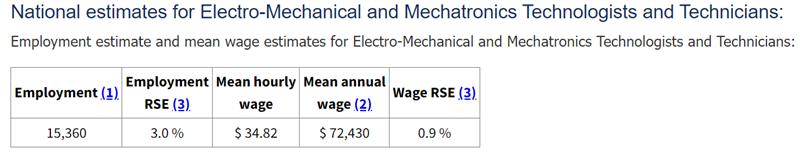 National estimates for Electro-Mechanical and Mechatronics Technologists and Technicians:
Employment estimate and mean wage estimates for Electro-Mechanical and Mechatronics Technologists and Technicians:
Employment (1) Employment RSE (3) Mean hourly wage Mean annual wage (2) Wage RSE (3)
15,360 3.0 % $ 34.82 $ 72,430 0.9 %